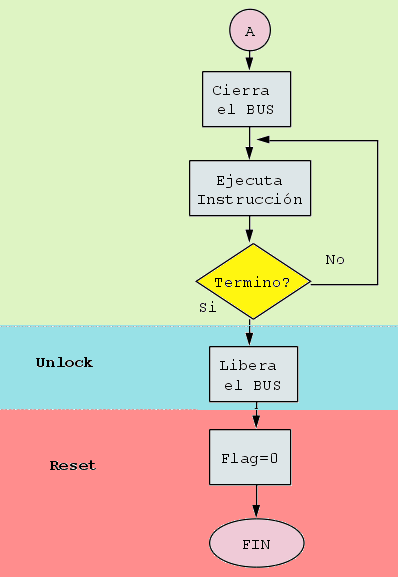 A
Cierra
el BUS
Ejecuta
Instrucción
No
Termino?
Si
Unlock
Libera
el BUS
Flag=0
Reset
FIN